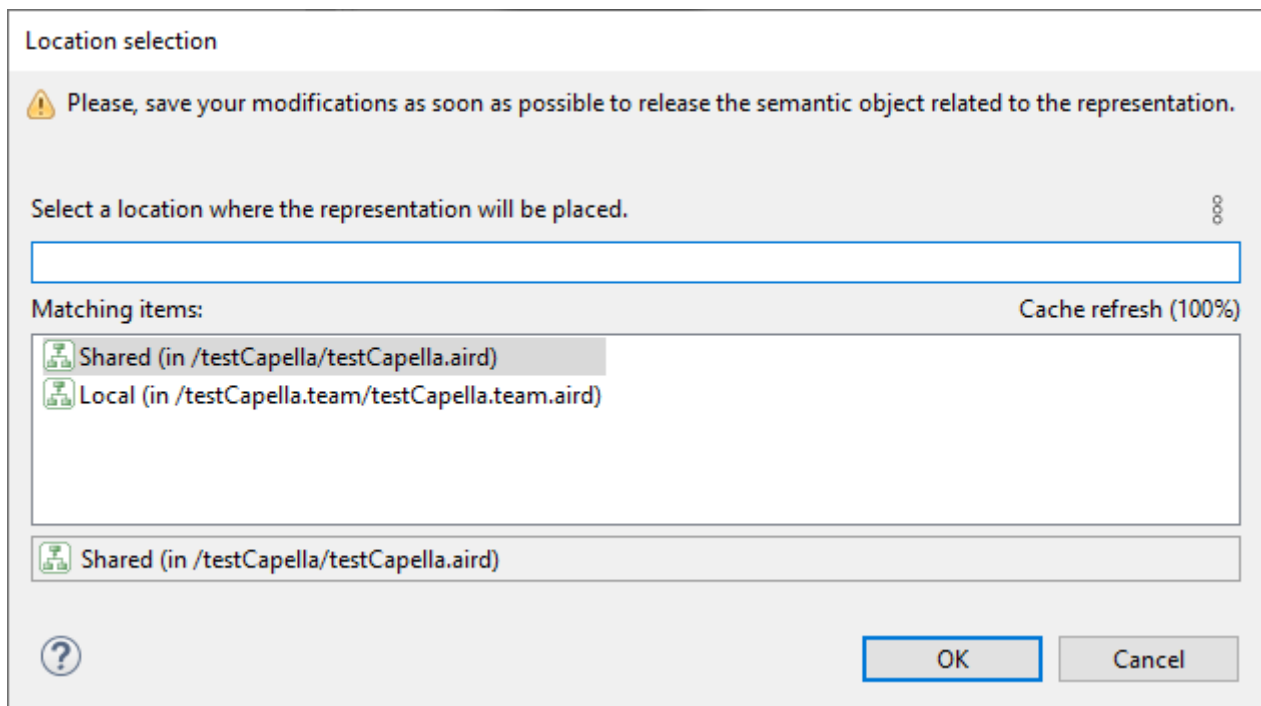 Location selection
Please, save your modifications as soon as possible to release the semantic object related to the representation.
Select a location where the representation will be placed.
Matching items: Cache refresh (100%)
Shared (in /testCapella/testCapella.aird)
Local (in /testCapella.team/testCapella.team.aird)
Shared (in /testCapella/testCapella.aird)
? OK Cancel